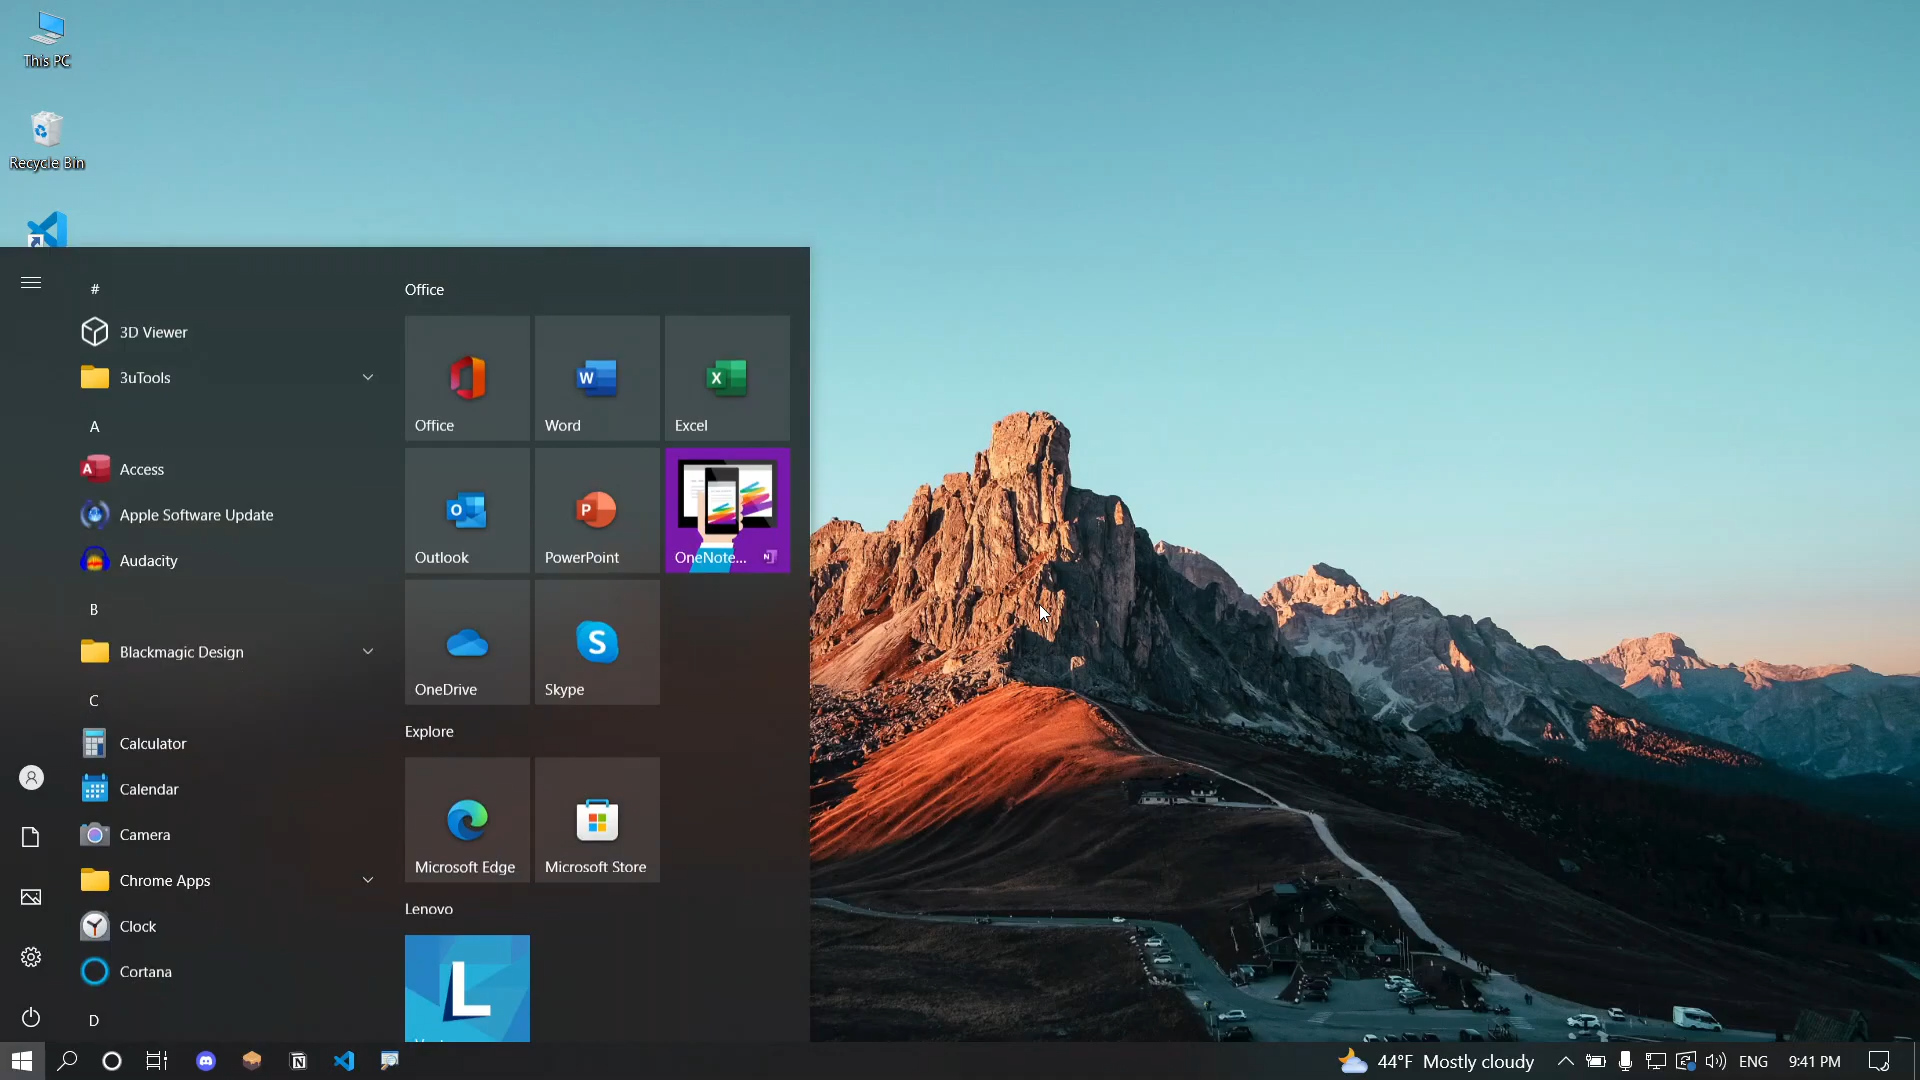 This PC
Recycle Bin
#
3D Viewer
3uTools
A
Access
Apple Software Update
Audacity
B
Blackmagic Design
C
Calculator
Calendar
Camera
Chrome Apps
Clock
Cortana
D
Office
Office
Word
Excel
Outlook
PowerPoint
OneNote...
OneDrive
Skype
Explore
Microsoft Edge
Microsoft Store
Lenovo
44°F Mostly cloudy
ENG
9:41 PM